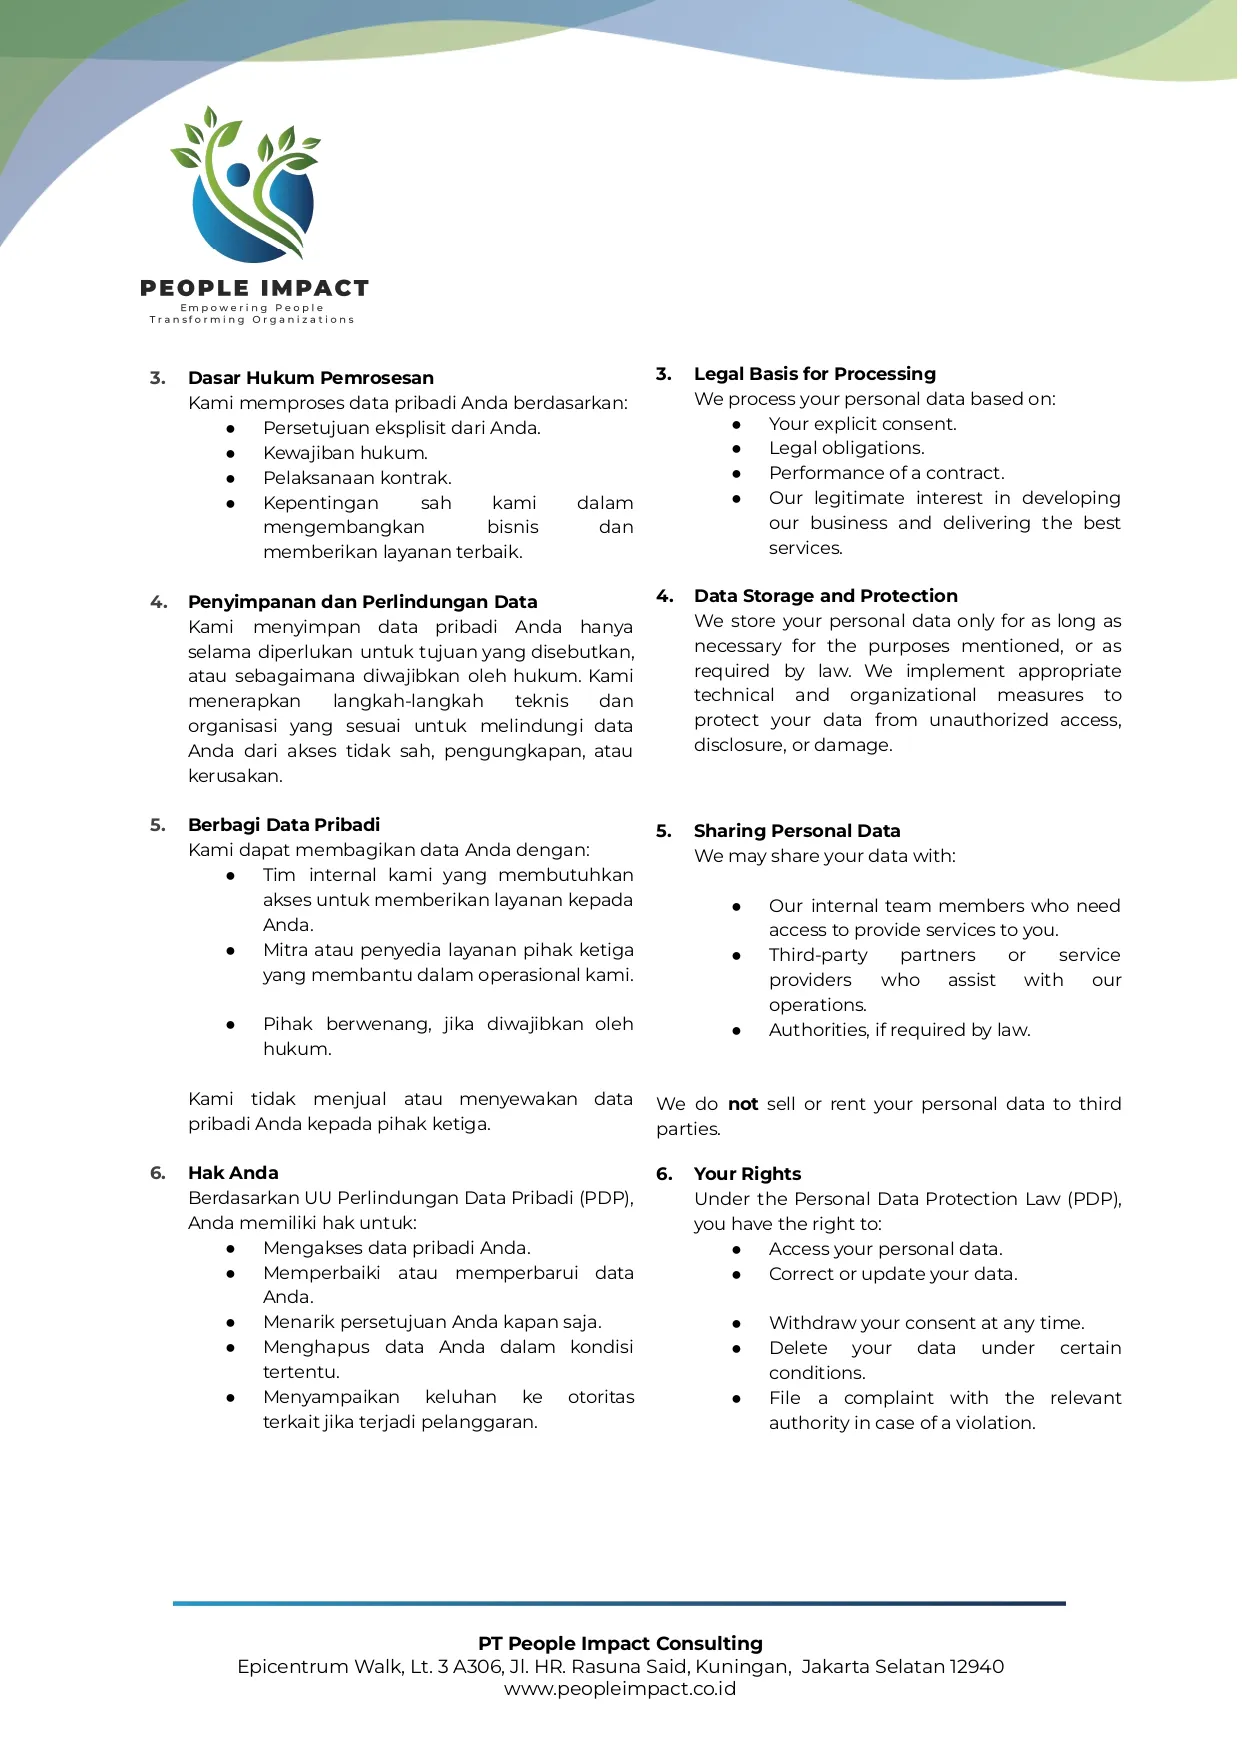 PEOPLE IMPACT
Empowering People
Transforming Organizations
3. Dasar Hukum Pemrosesan
Kami memproses data pribadi Anda berdasarkan:
● Persetujuan eksplisit dari Anda.
● Kewajiban hukum.
● Pelaksanaan kontrak.
● Kepentingan sah kami dalam
mengembangkan bisnis dan
memberikan layanan terbaik.
4. Penyimpanan dan Perlindungan Data
Kami menyimpan data pribadi Anda hanya
selama diperlukan untuk tujuan yang disebutkan,
atau sebagaimana diwajibkan oleh hukum. Kami
menerapkan langkah-langkah teknis dan
organisasi yang sesuai untuk melindungi data
Anda dari akses tidak sah, pengungkapan, atau
kerusakan.
5. Berbagi Data Pribadi
Kami dapat membagikan data Anda dengan:
● Tim internal kami yang membutuhkan
akses untuk memberikan layanan kepada
Anda.
● Mitra atau penyedia layanan pihak ketiga
yang membantu dalam operasional kami.
● Pihak berwenang, jika diwajibkan oleh
hukum.
Kami tidak menjual atau menyewakan data
pribadi Anda kepada pihak ketiga.
6. Hak Anda
Berdasarkan UU Perlindungan Data Pribadi (PDP),
Anda memiliki hak untuk:
● Mengakses data pribadi Anda.
● Memperbaiki atau memperbarui data
Anda.
● Menarik persetujuan Anda kapan saja.
● Menghapus data Anda dalam kondisi
tertentu.
● Menyampaikan keluhan ke otoritas
terkait jika terjadi pelanggaran.
3. Legal Basis for Processing
We process your personal data based on:
● Your explicit consent.
● Legal obligations.
● Performance of a contract.
● Our legitimate interest in developing
our business and delivering the best
services.
4. Data Storage and Protection
We store your personal data only for as long as
necessary for the purposes mentioned, or as
required by law. We implement appropriate
technical and organizational measures to
protect your data from unauthorized access,
disclosure, or damage.
5. Sharing Personal Data
We may share your data with:
● Our internal team members who need
access to provide services to you.
● Third-party partners or service
providers who assist with our
operations.
● Authorities, if required by law.
We do not sell or rent your personal data to third
parties.
6. Your Rights
Under the Personal Data Protection Law (PDP),
you have the right to:
● Access your personal data.
● Correct or update your data.
● Withdraw your consent at any time.
● Delete your data under certain
conditions.
● File a complaint with the relevant
authority in case of a violation.
PT People Impact Consulting
Epicentrum Walk, Lt. 3 A306, Jl. HR. Rasuna Said, Kuningan, Jakarta Selatan 12940
www.peopleimpact.co.id